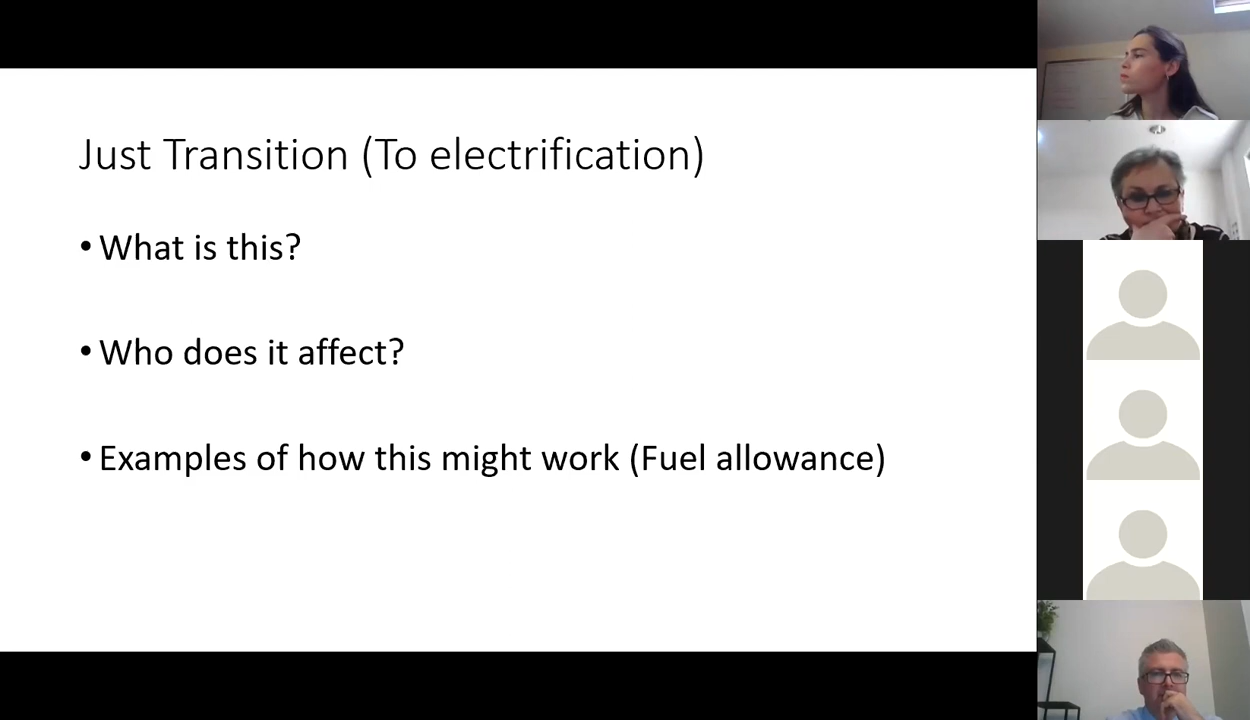 Just Transition (To electrification)
• What is this?
• Who does it affect?
• Examples of how this might work (Fuel allowance)